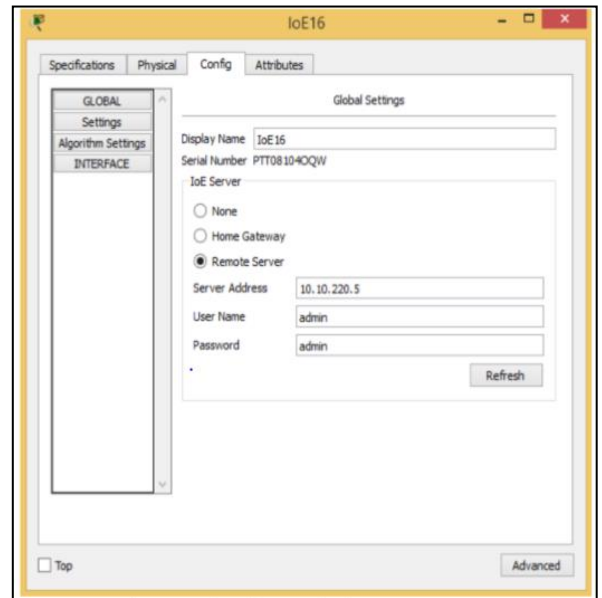 IoE16
Specifications Physical Config Attributes
GLOBAL
Settings
Algorithm Settings
INTERFACE
Global Settings
Display Name IoE16
Serial Number PTT08104OQW
IoE Server
None
Home Gateway
Remote Server
Server Address 10.10.220.5
User Name admin
Password admin
Refresh
Top
Advanced